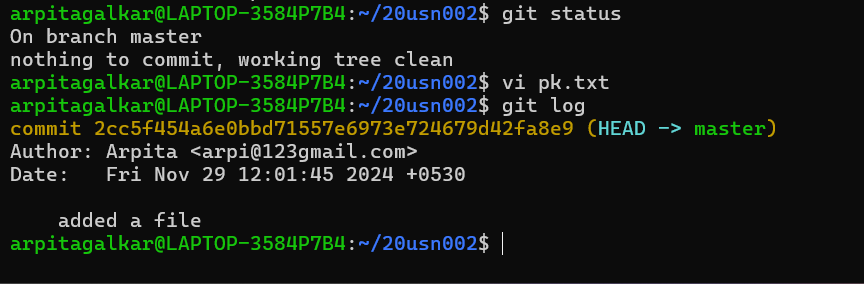 arpitagalkar@LAPTOP-3584P7B4:~/20usn002$ git status
On branch master
nothing to commit, working tree clean
arpitagalkar@LAPTOP-3584P7B4:~/20usn002$ vi pk.txt
arpitagalkar@LAPTOP-3584P7B4:~/20usn002$ git log
commit 2cc5f454a6e0bbd71557e6973e724679d42fa8e9 (HEAD -> master)
Author: Arpita <arpi@123gmail.com>
Date:   Fri Nov 29 12:01:45 2024 +0530
    added a file
arpitagalkar@LAPTOP-3584P7B4:~/20usn002$